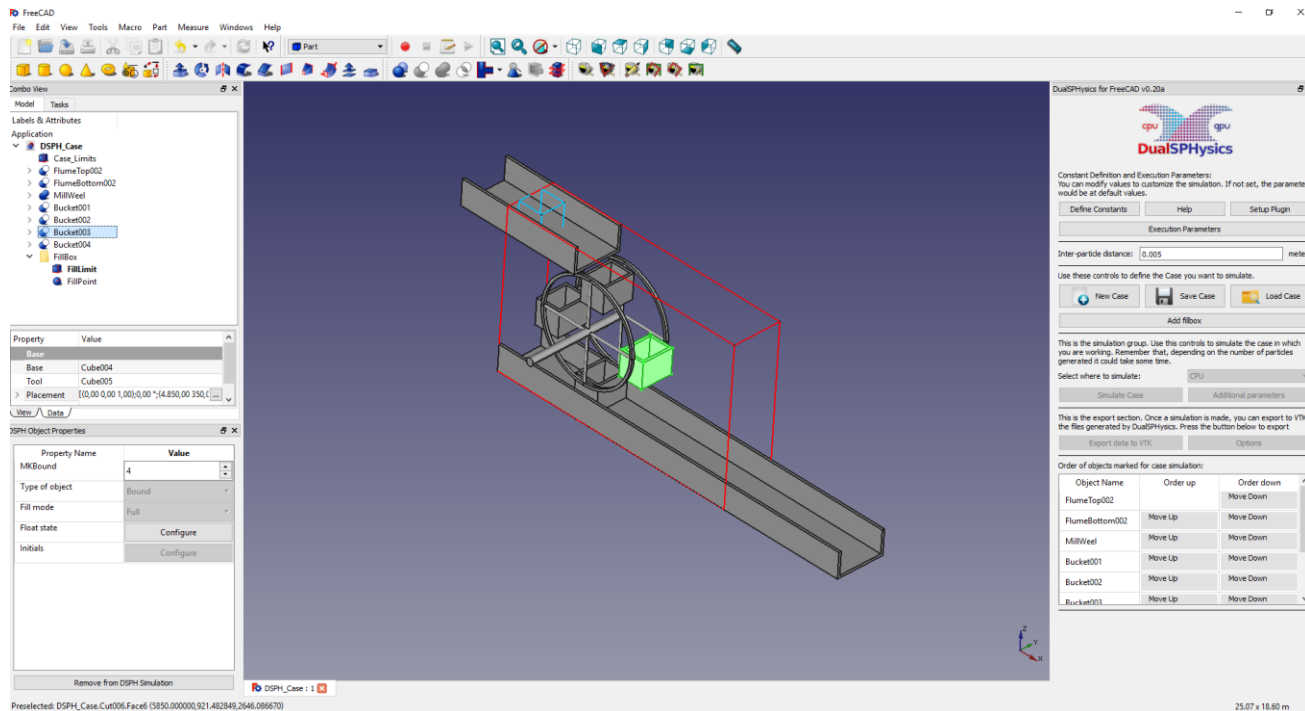 FreeCAD
File Edit View Tools Macro Part Measure Windows Help
Part
Combo View
Model Tasks
Labels & Attributes
Application
DSPH_Case
Case_Limits
FlumeTop002
FlumeBottom002
MillWeel
Bucket001
Bucket002
Bucket003
Bucket004
FillBox
FillLimit
FillPoint
Property Value
Base
Base Cube004
Tool Cube005
Placement [(0,00 0,00 1,00);0,00 °;(4.850,00 350,0 ...
View Data
DSPH Object Properties
Property Name Value
MKBound 4
Type of object Bound
Fill mode Full
Float state Configure
Initials Configure
Remove from DSPH Simulation
DSPH_Case : 1
Z
Y
X
DualSPHysics for FreeCAD v0.20a
cpu gpu
DualSPHysics
Constant Definition and Execution Parameters:
You can modify values to customize the simulation. If not set, the paramete
would be at default values.
Define Constants Help Setup Plugin
Execution Parameters
Inter-particle distance: 0.005 mete
Use these controls to define the Case you want to simulate.
New Case Save Case Load Case
Add fillbox
This is the simulation group. Use this controls to simulate the case in which
you are working. Remember that, depending on the number of particles
generated it could take some time.
Select where to simulate: CPU
Simulate Case Additional parameters
This is the export section. Once a simulation is made, you can export to VTK
the files generated by DualSPHysics. Press the button below to export
Export data to VTK Options
Order of objects marked for case simulation:
Object Name Order up Order down
FlumeTop002 Move Down
FlumeBottom002 Move Up Move Down
MillWeel Move Up Move Down
Bucket001 Move Up Move Down
Bucket002 Move Up Move Down
Bucket003 Move Up Move Down
Preselected: DSPH_Case.Cut006.Face6 (5850.000000,921.482849,2646.086670)
25.07 x 18.60 m